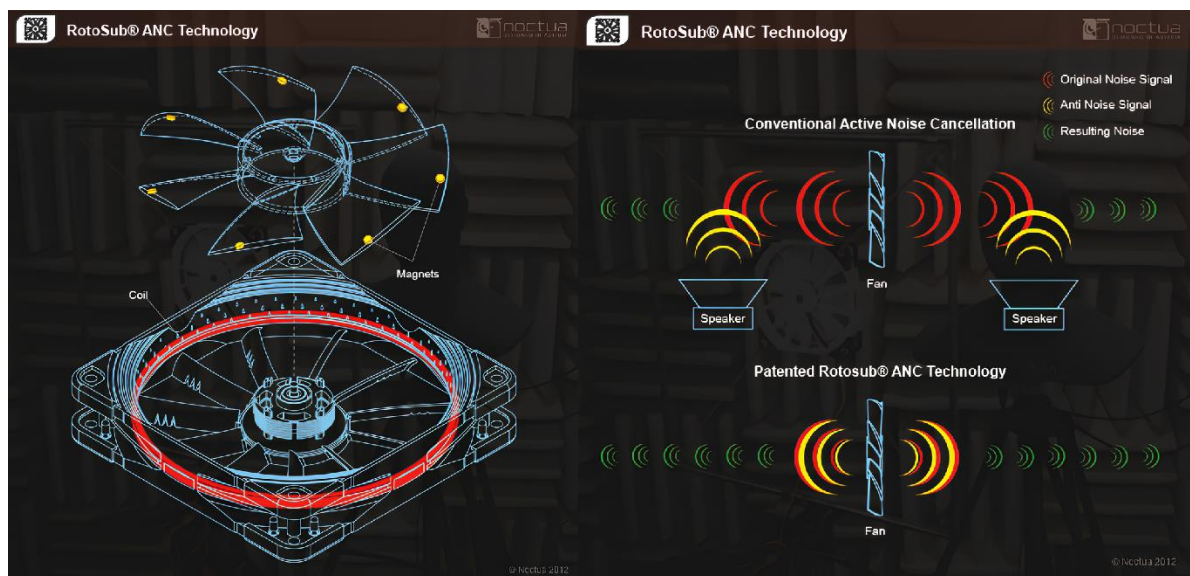 RotoSub® ANC Technology
noctua
Magnets
Coil
© Noctua 2012
RotoSub® ANC Technology
noctua
Original Noise Signal
Anti Noise Signal
Resulting Noise
Conventional Active Noise Cancellation
Fan
Speaker
Speaker
Patented Rotosub® ANC Technology
Fan
© Noctua 2012